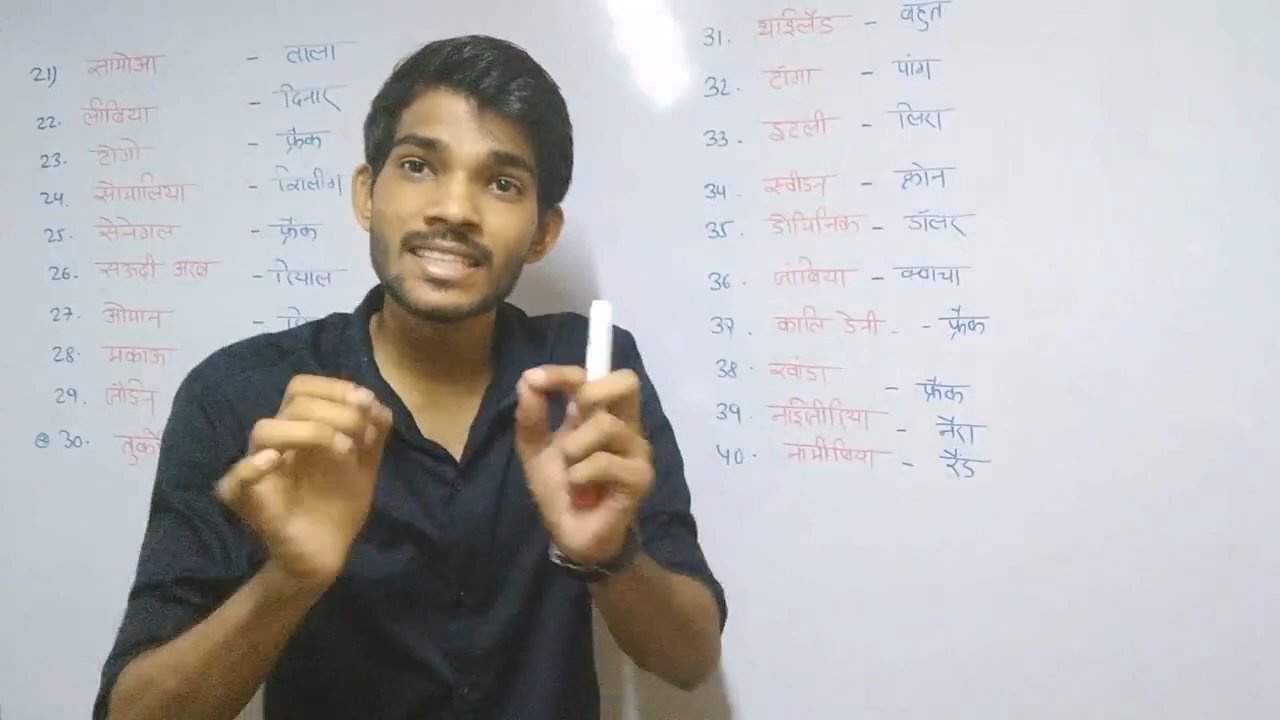 21) सामोआ - ताला
22. लीबिया - दिनार
23. टोगो - फ्रैंक
24. सोमालिया - शिलींग
25. सेनेगल - फ्रैंक
26. सऊदी अरब - रियाल
27. ओमान -
28. मकाऊ
29. जॉर्डन
30.
31. थाईलैंड - बहुत
32. टोंगा - पांग
33. इटली - लिरा
34 स्वीडन - क्रोन
35. डोमिनिक - डॉलर
36. जांबिया - क्वाचा
37. कालि डेनी - फ्रैंक
38. रवांडा - फ्रैंक
39. नाइजीरिया - नैरा
40. नामीबिया - रैंड